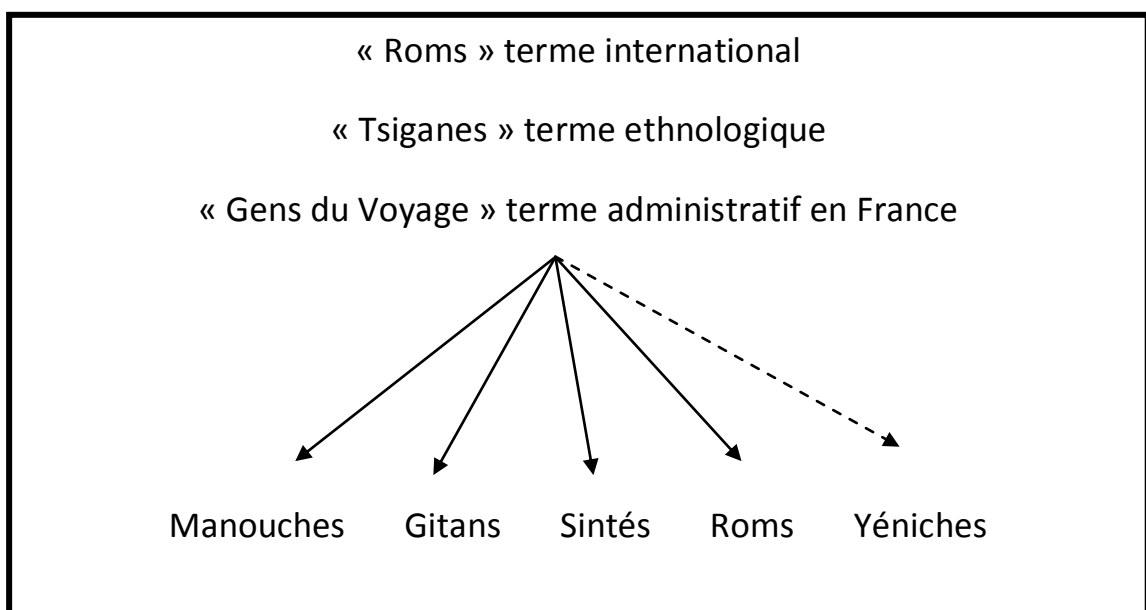 « Roms » terme international
« Tsiganes » terme ethnologique
« Gens du Voyage » terme administratif en France
Manouches Gitans Sintés Roms Yéniches